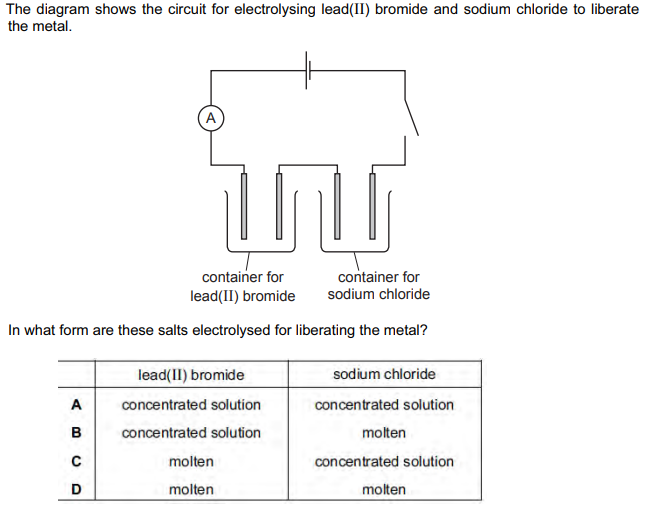 The diagram shows the circuit for electrolysing lead(II) bromide and sodium chloride to liberate
the metal.
A
container for
lead(II) bromide
container for
sodium chloride
In what form are these salts electrolysed for liberating the metal?
lead(II) bromide sodium chloride
A concentrated solution concentrated solution
B concentrated solution molten
C molten concentrated solution
D molten molten